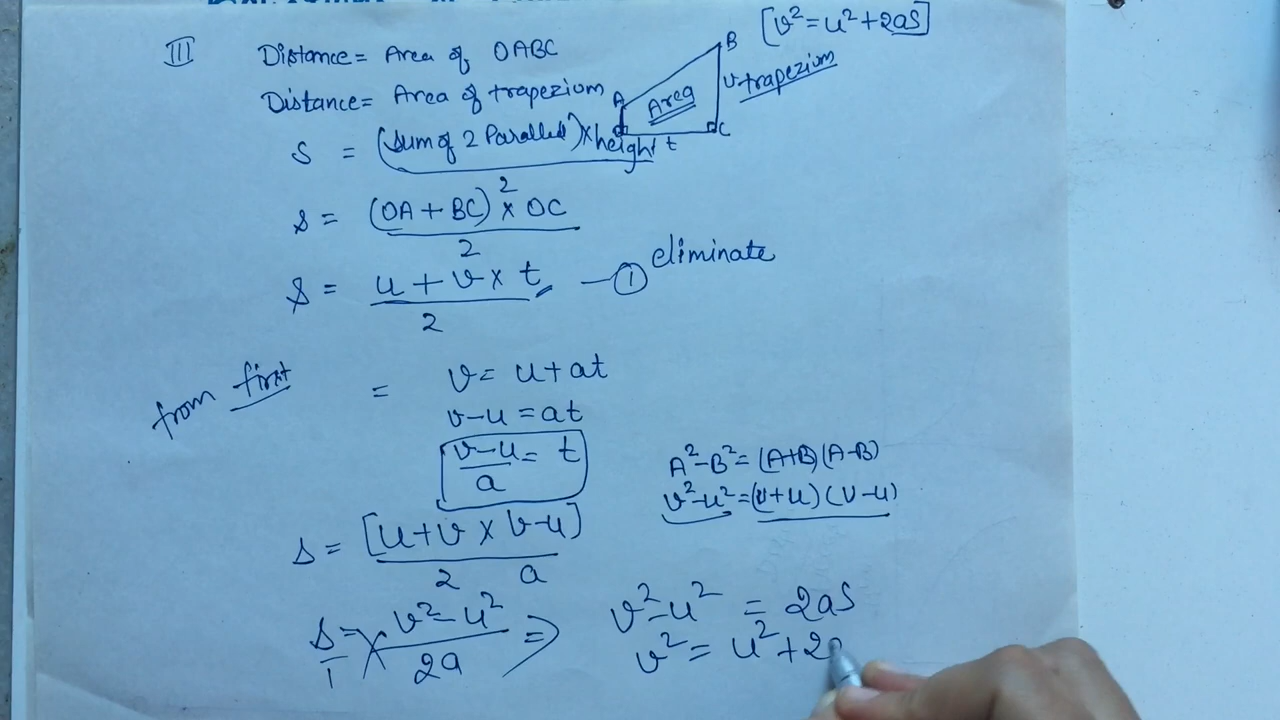 III Distance = Area of OABC
[v² = u² + 2aS]
Distance = Area of trapezium
A B C Area v trapezium t
S = (Sum of 2 Parallel) × height
2
S = (OA + BC) × OC
2
S = u + v × t — ① eliminate
2
from first = v = u + at
v-u = at
v-u = t
a
A² - B² = (A+B)(A-B)
v² - u² = (v+u)(v-u)
S = [u+v × v-u]
2 a
S = v² - u² ⇒ v² - u² = 2aS
1 2a
v² = u² + 2